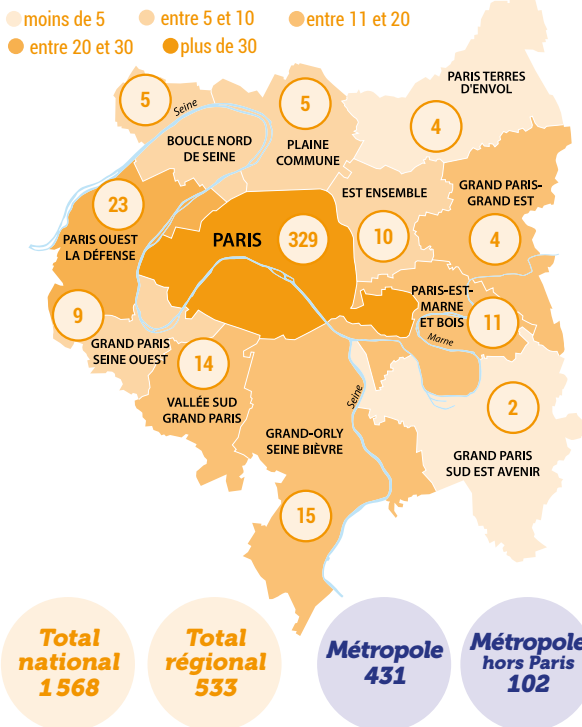 moins de 5
entre 5 et 10
entre 11 et 20
entre 20 et 30
plus de 30
PARIS TERRES
D'ENVOL
4
5
Seine
BOUCLE NORD
DE SEINE
5
PLAINE
COMMUNE
EST ENSEMBLE
10
GRAND PARIS-
GRAND EST
4
23
PARIS OUEST
LA DÉFENSE
PARIS
329
PARIS-EST-
MARNE
ET BOIS
11
Marne
9
GRAND PARIS
SEINE OUEST
14
VALLÉE SUD
GRAND PARIS
Seine
2
GRAND PARIS
SUD EST AVENIR
GRAND-ORLY
SEINE BIÈVRE
15
Total
national
1 568
Total
régional
533
Métropole
431
Métropole
hors Paris
102